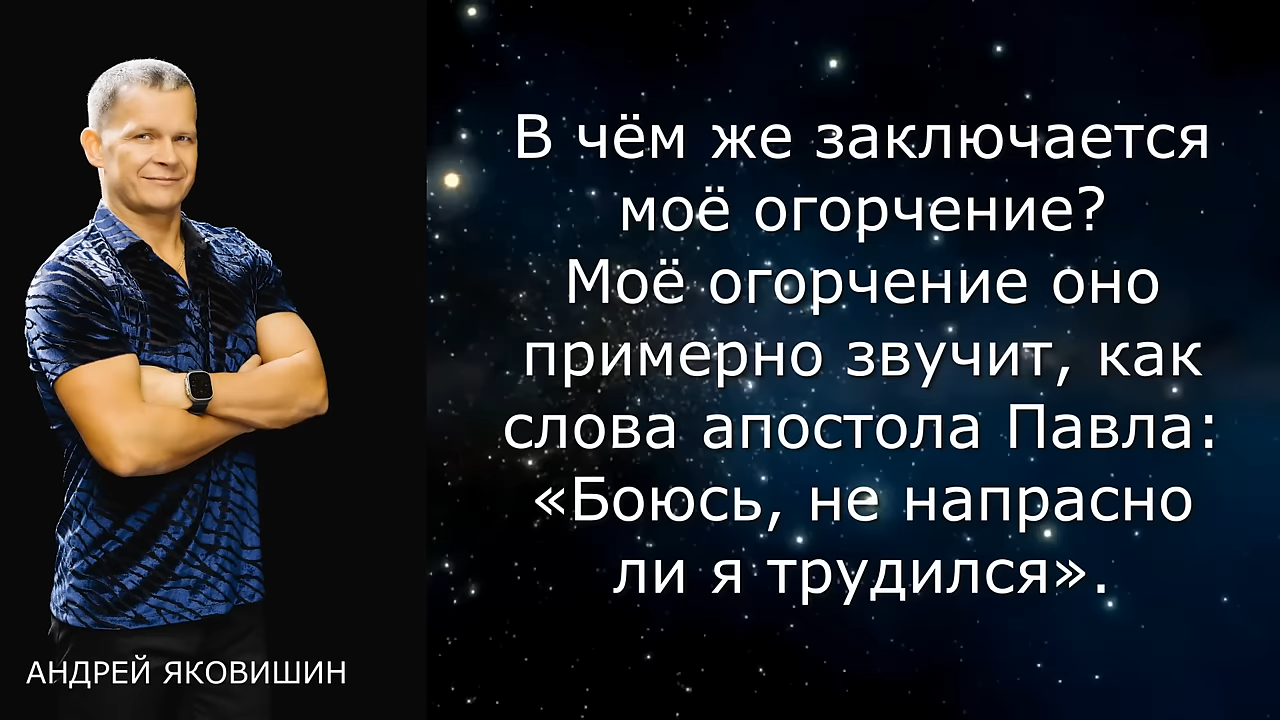 В чём же заключается
моё огорчение?
Моё огорчение оно
примерно звучит, как
слова апостола Павла:
«Боюсь, не напрасно
ли я трудился».
АНДРЕЙ ЯКОВИШИН